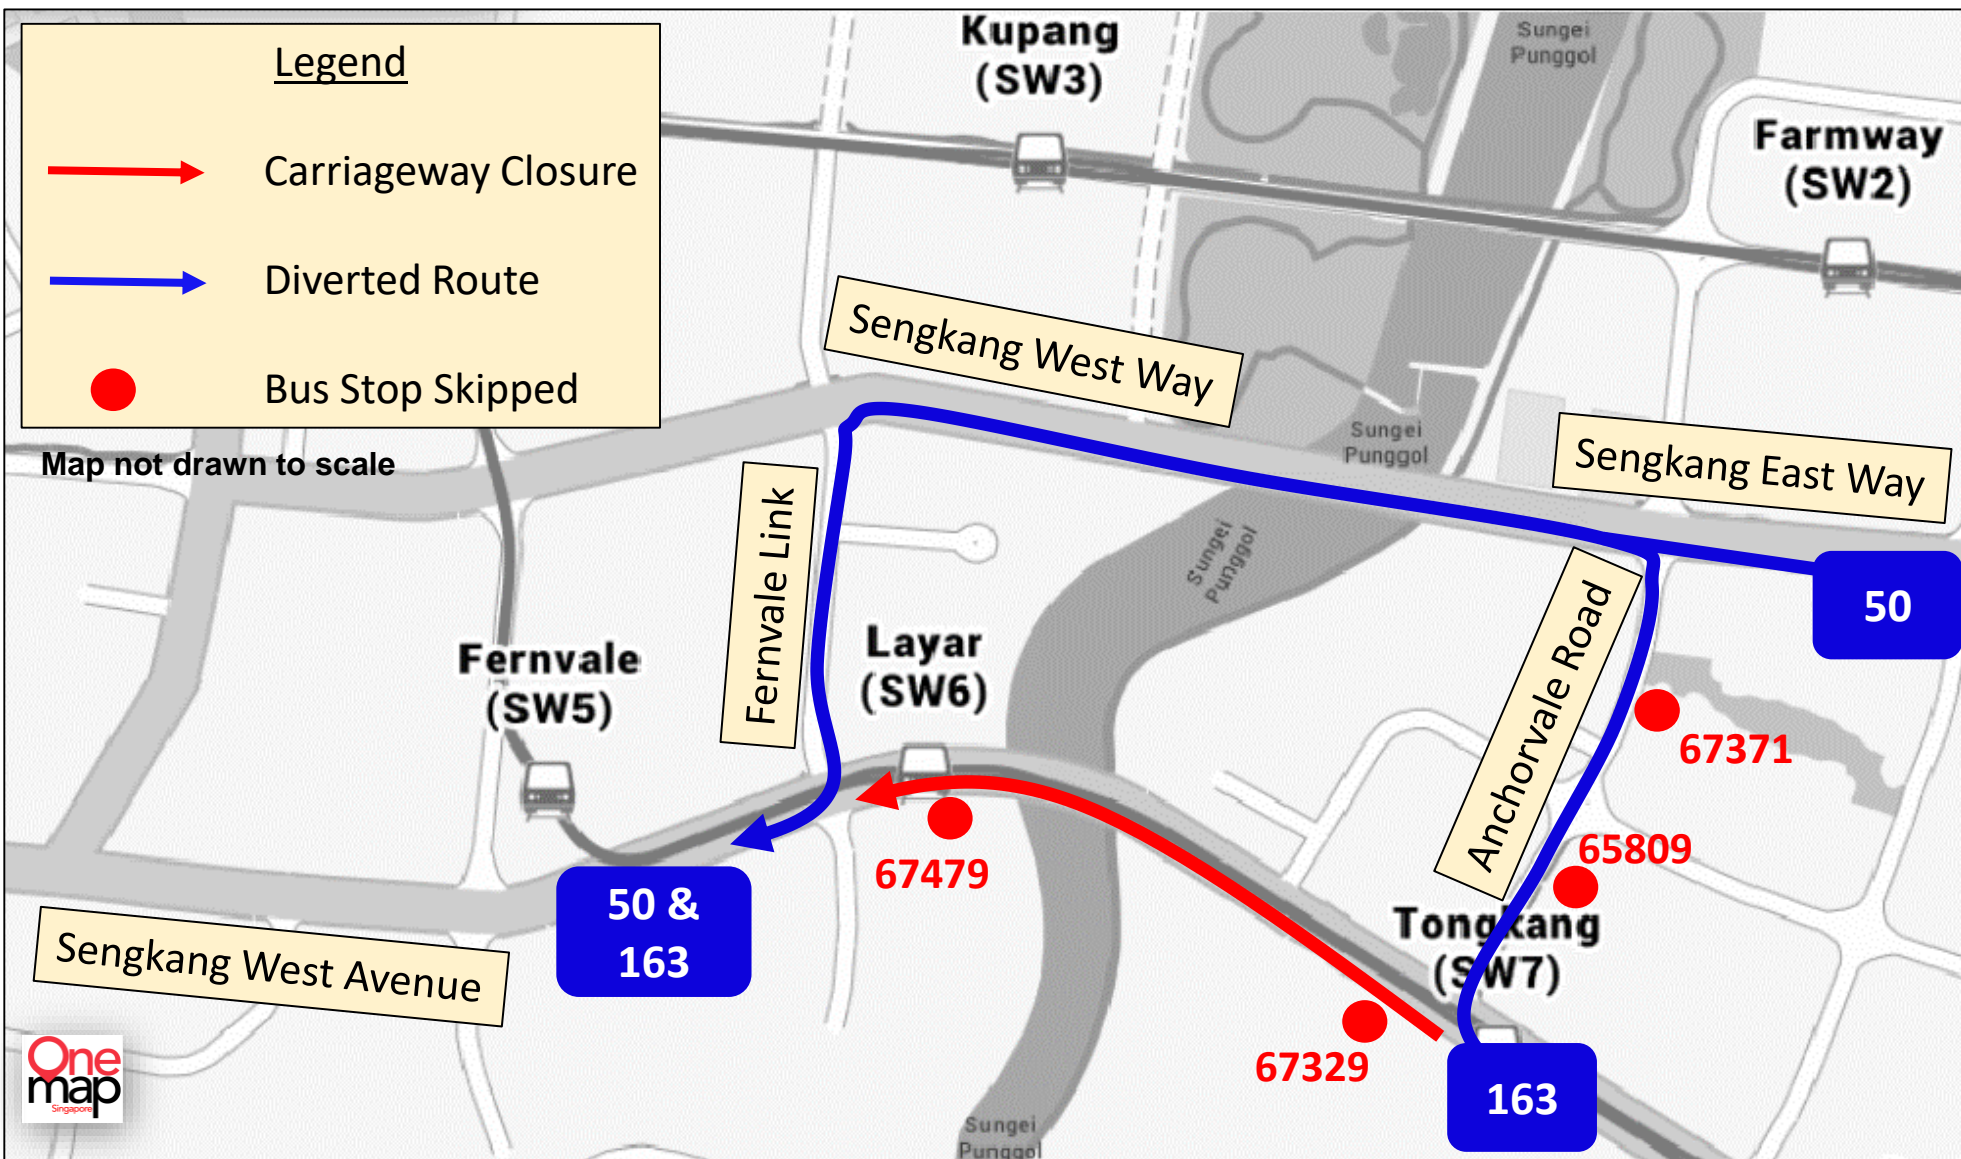 Legend
Carriageway Closure
Diverted Route
Bus Stop Skipped
Map not drawn to scale
Kupang
(SW3)
Sungei
Punggol
Farmway
(SW2)
Sengkang West Way
Sungei
Punggol
Sengkang East Way
Fernvale Link
Sungei
Punggol
Anchorvale Road
50
Fernvale
(SW5)
Layar
(SW6)
67371
65809
67479
50 &
163
Tongkang
(SW7)
Sengkang West Avenue
67329
163
One
map
Singapore
Sungei
Punggol